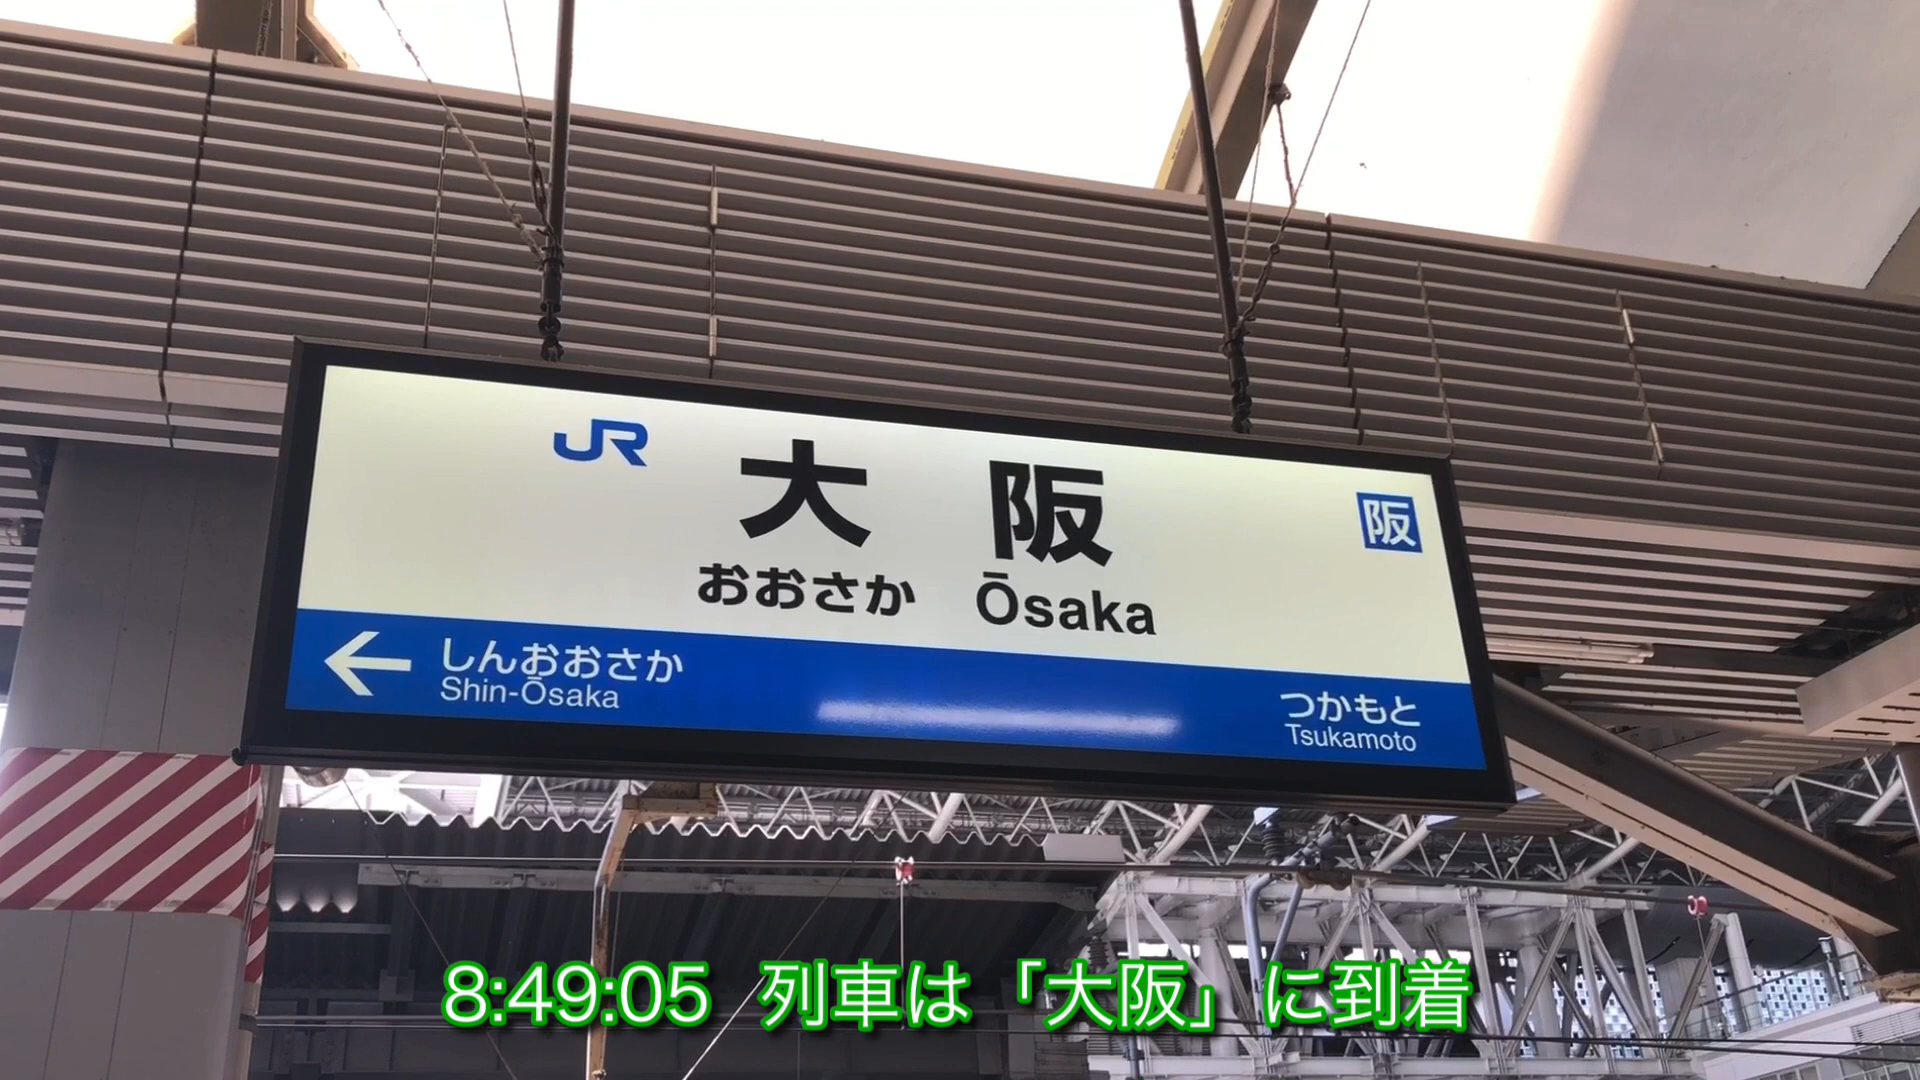 JR 大阪 阪
おおさか Ōsaka
← しんおおさか つかもと
Shin-Ōsaka Tsukamoto
8:49:05 列車は「大阪」に到着